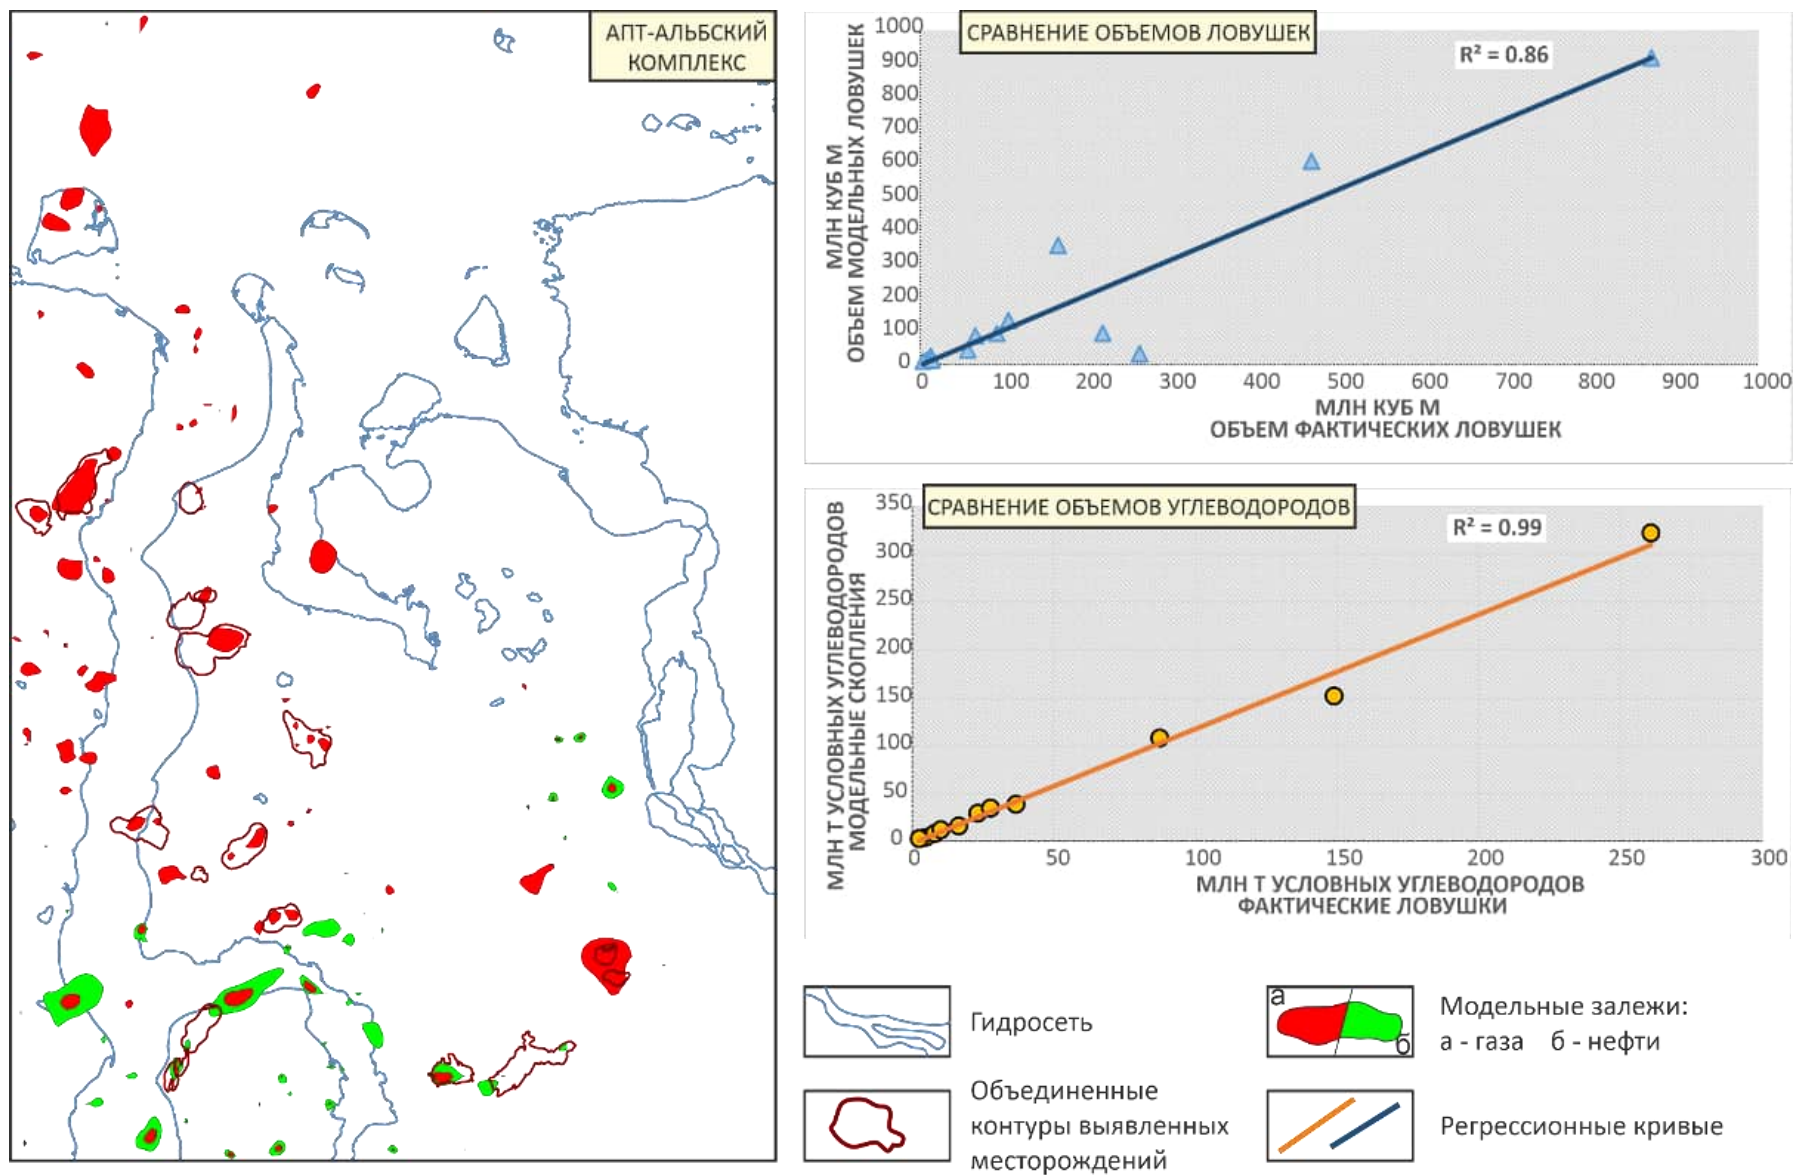 АПТ-АЛЬБСКИЙ
КОМПЛЕКС
СРАВНЕНИЕ ОБЪЕМОВ ЛОВУШЕК
R² = 0.86
МЛН КУБ М
ОБЪЕМ МОДЕЛЬНЫХ ЛОВУШЕК
1000
900
800
700
600
500
400
300
200
100
0
0 100 200 300 400 600 700 800 900 1000
МЛН КУБ М
ОБЪЕМ ФАКТИЧЕСКИХ ЛОВУШЕК
СРАВНЕНИЕ ОБЪЕМОВ УГЛЕВОДОРОДОВ
R² = 0.99
МЛН Т УСЛОВНЫХ УГЛЕВОДОРОДОВ
МОДЕЛЬНЫЕ СКОПЛЕНИЯ
350
300
250
200
150
100
50
0
0 50 100 150 200 250 300
МЛН Т УСЛОВНЫХ УГЛЕВОДОРОДОВ
ФАКТИЧЕСКИЕ ЛОВУШКИ
Гидросеть
Объединенные
контуры выявленных
месторождений
а
б
Модельные залежи:
а - газа б - нефти
Регрессионные кривые